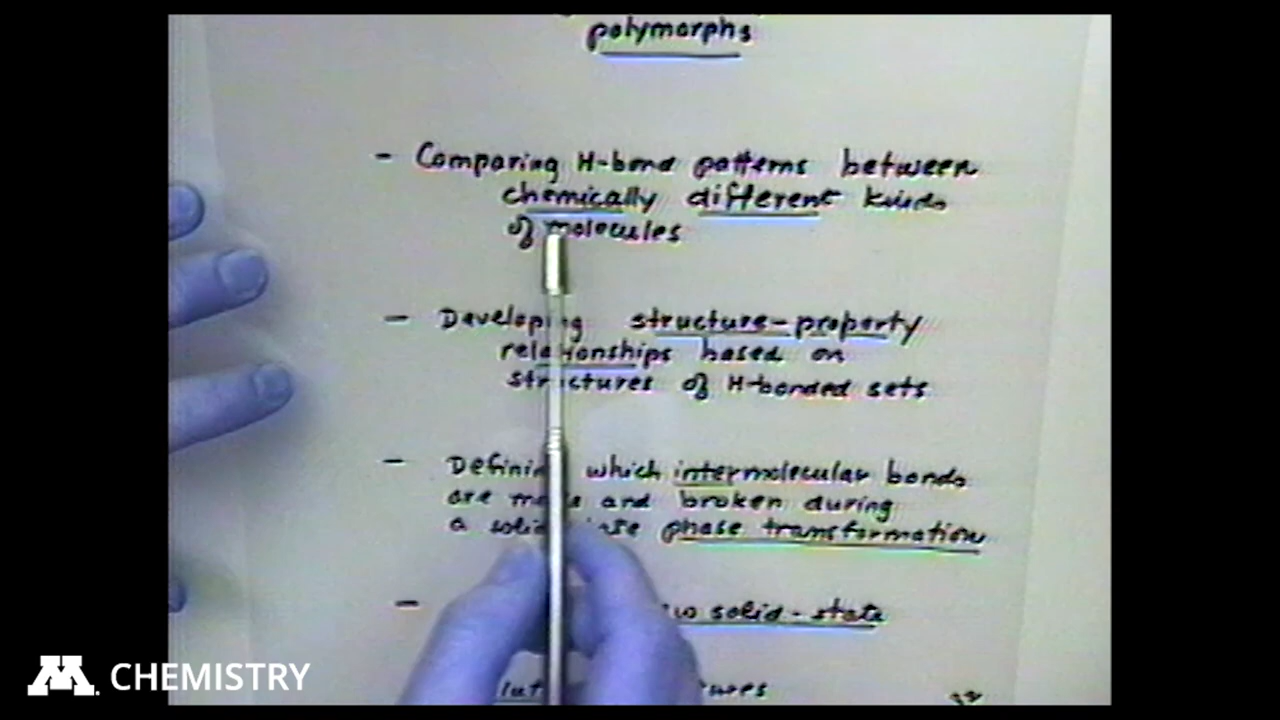 polymorphs
- Comparing H-bond patterns between
chemically different kinds
of molecules
- Developing structure-property
relationships based on
structures of H-bonded sets
- which intermolecular bonds
are and broken during
a phase transformation
- solid-state
M. CHEMISTRY